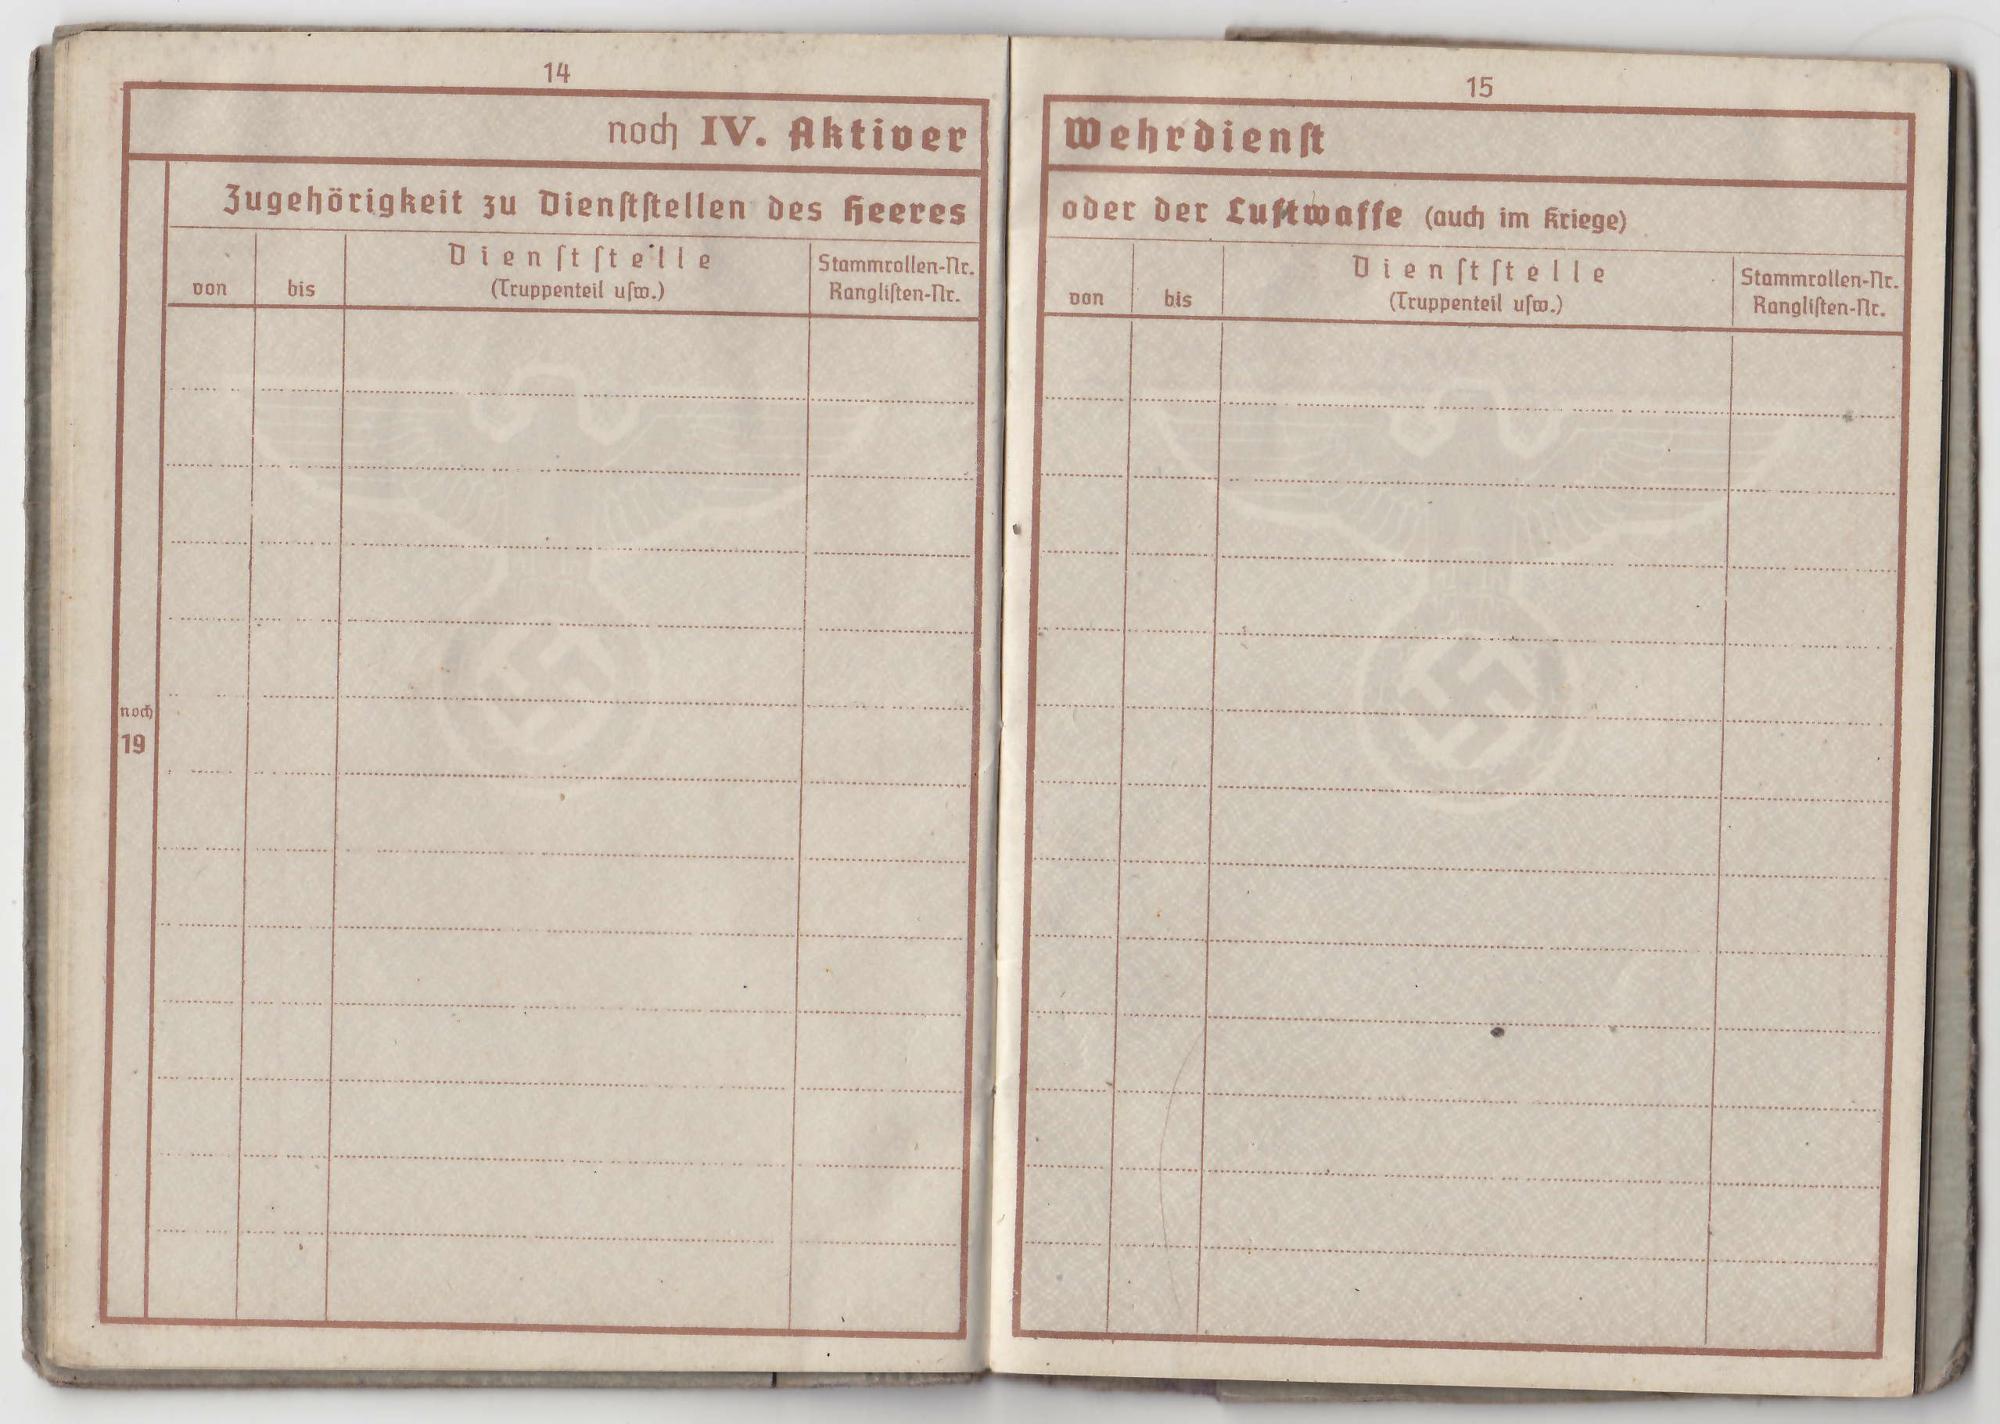 14
noch IV. Aktiver
Zugehörigkeit zu Dienſtſtellen des Heeres
von
bis
Dienſtſtelle
(Truppenteil uſw.)
Stammrollen-Nr.
Rangliſten-Nr.
noch
19
15
Wehrdienſt
oder der Luftwaffe (auch im Kriege)
von
bis
Dienſtſtelle
(Truppenteil uſw.)
Stammrollen-Nr.
Rangliſten-Nr.